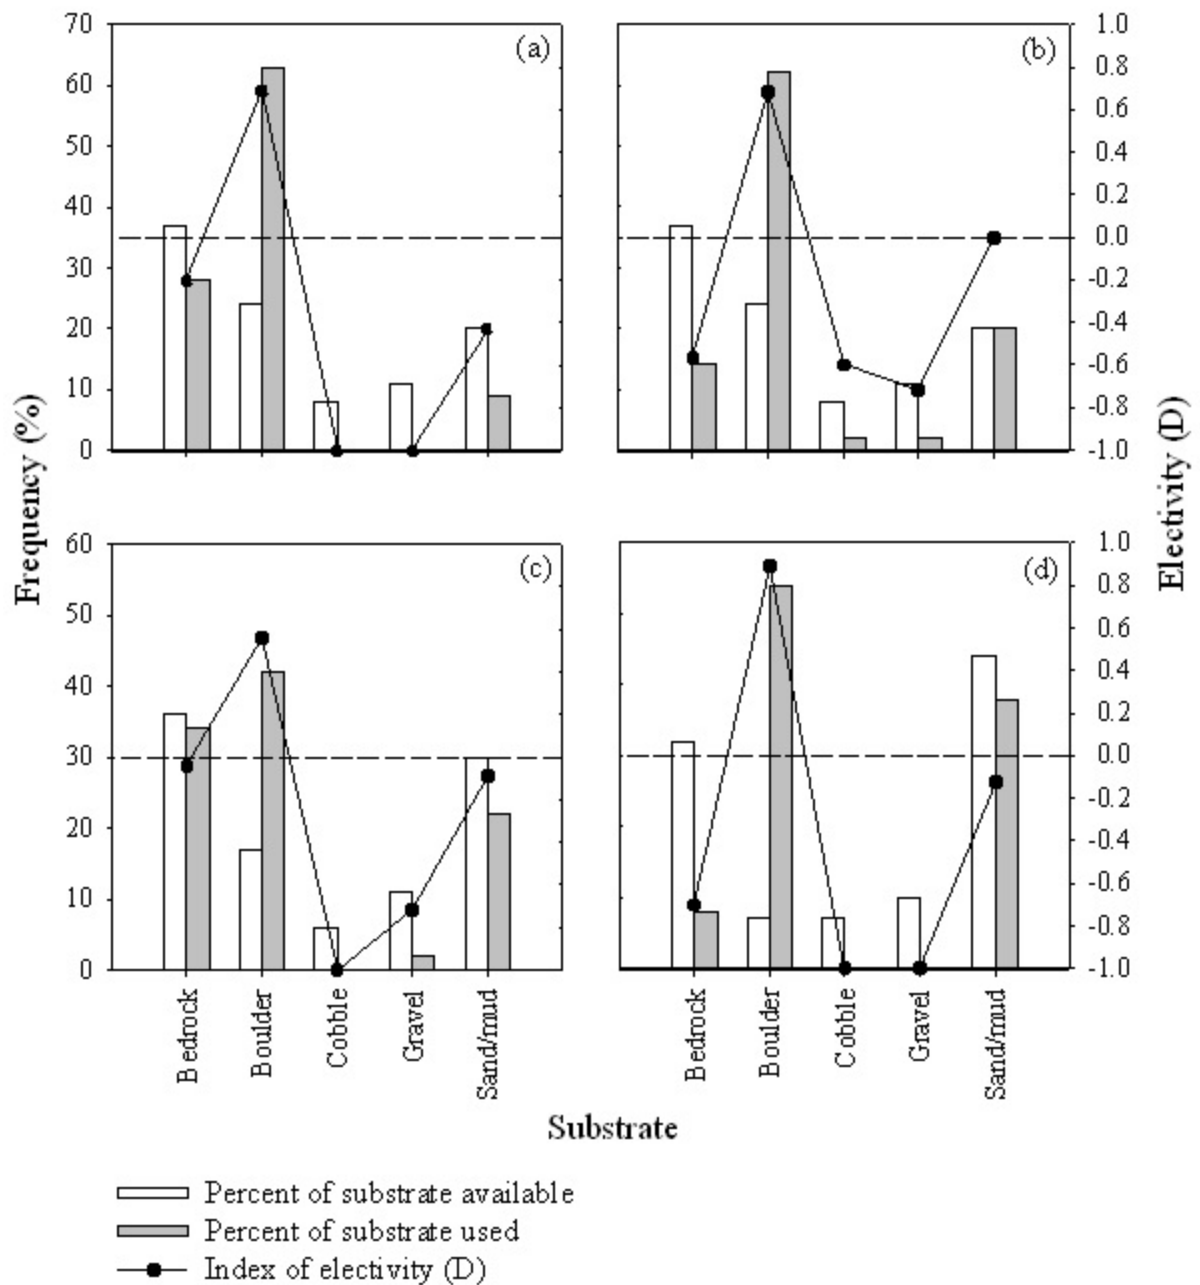 70
60
50
40
30
20
10
0
(a)
(b)
1.0
0.8
0.6
0.4
0.2
0.0
-0.2
-0.4
-0.6
-0.8
-1.0
Frequency (%)
Electivity (D)
60
50
40
30
20
10
0
(c)
(d)
1.0
0.8
0.6
0.4
0.2
0.0
-0.2
-0.4
-0.6
-0.8
-1.0
Bedrock
Boulder
Cobble
Gravel
Sand/mud
Bedrock
Boulder
Cobble
Gravel
Sand/mud
Substrate
Percent of substrate available
Percent of substrate used
Index of electivity (D)